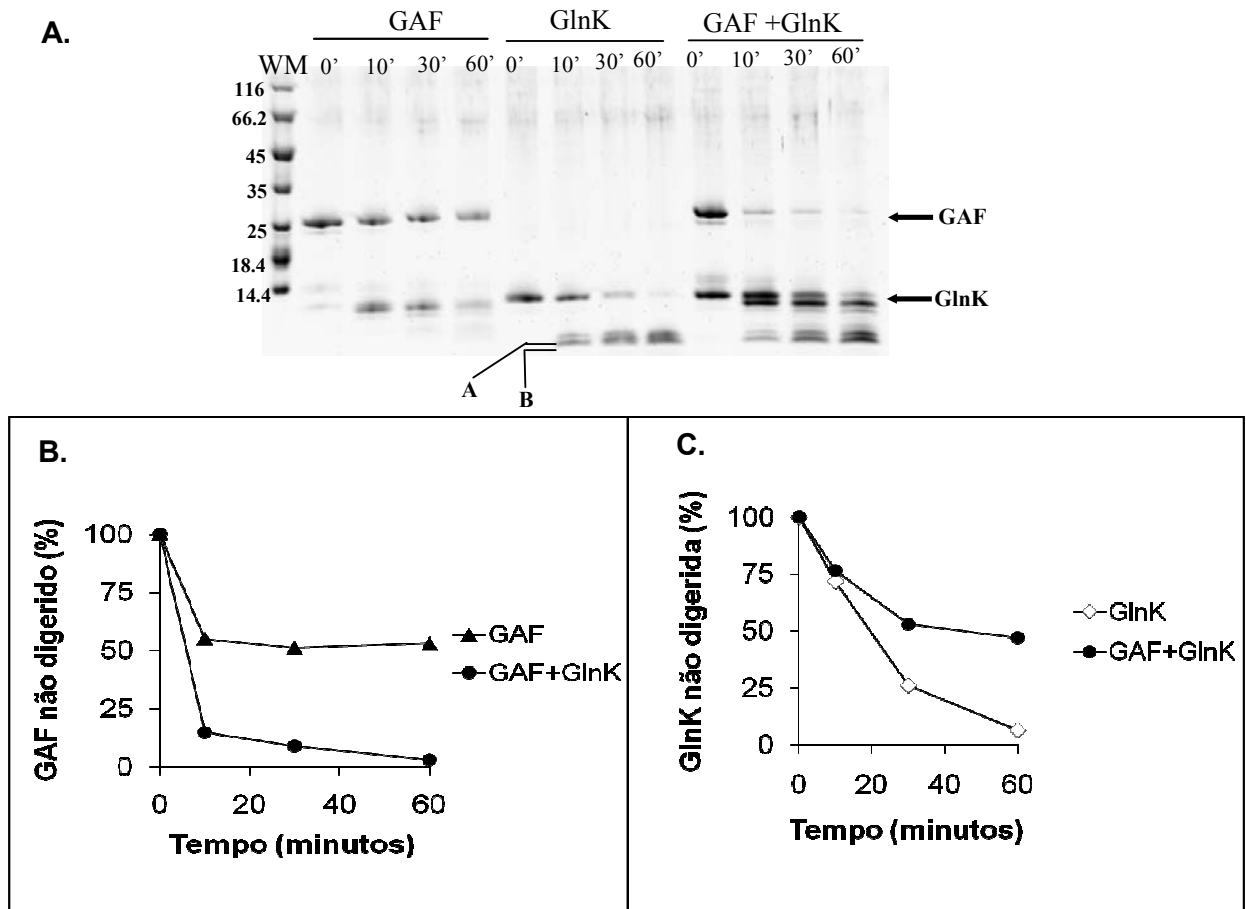 A.
GAF GlnK GAF +GlnK
WM 0’ 10’ 30’ 60’ 0’ 10’ 30’ 60’ 0’ 10’ 30’ 60’
116
66.2
45
35
25
18.4
14.4
GAF
GlnK
A
B
B.
GAF não digerido (%)
100
75
50
25
0
0 20 40 60
Tempo (minutos)
GAF
GAF+GlnK
C.
GlnK não digerida (%)
100
75
50
25
0
0 20 40 60
Tempo (minutos)
GlnK
GAF+GlnK